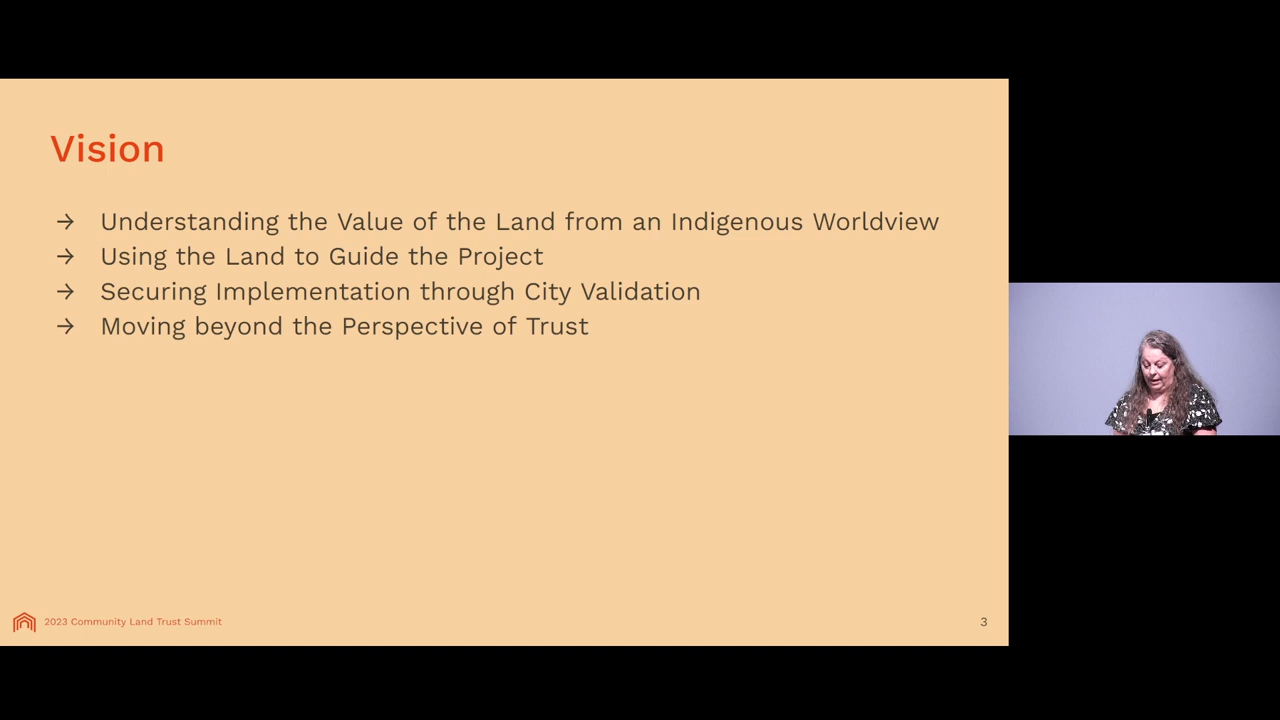 Vision
→ Understanding the Value of the Land from an Indigenous Worldview
→ Using the Land to Guide the Project
→ Securing Implementation through City Validation
→ Moving beyond the Perspective of Trust
2023 Community Land Trust Summit
3